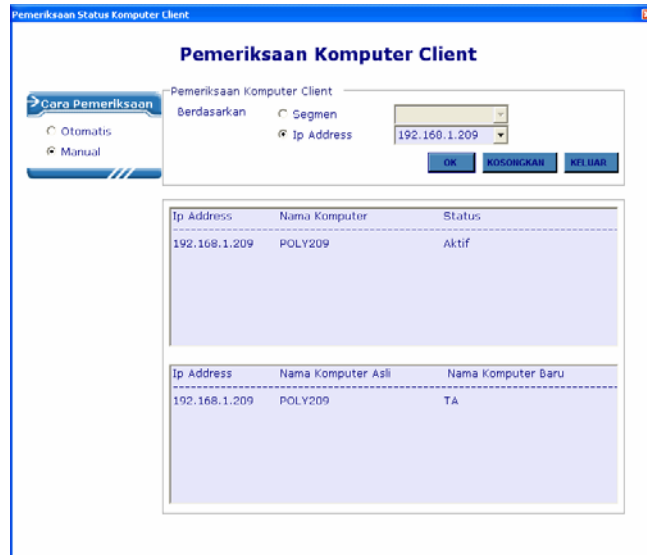 Pemeriksaan Status Komputer Client
Pemeriksaan Komputer Client
Cara Pemeriksaan
Otomatis
Manual
Pemeriksaan Komputer Client
Berdasarkan
Segmen
Ip Address 192.168.1.209
OK KOSONGKAN KELUAR
Ip Address Nama Komputer Status
192.168.1.209 POLY209 Aktif
Ip Address Nama Komputer Asli Nama Komputer Baru
192.168.1.209 POLY209 TA